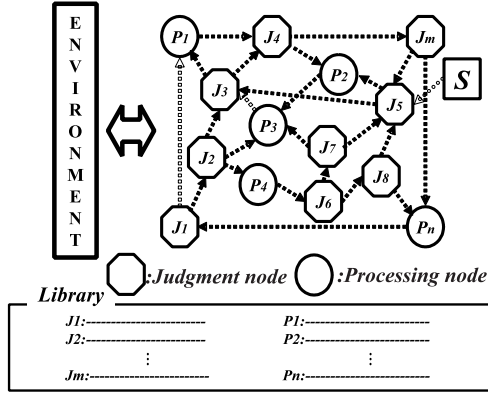 ENVIRONMENT
P1
J4
Jm
P2
S
J3
J5
P3
J7
J2
P4
J8
J6
J1
Pn
:Judgment node
:Processing node
Library
J1:------------------------ P1:-------------------------
J2:------------------------ P2:-------------------------
⋮ ⋮
Jm:------------------------ Pn:-------------------------